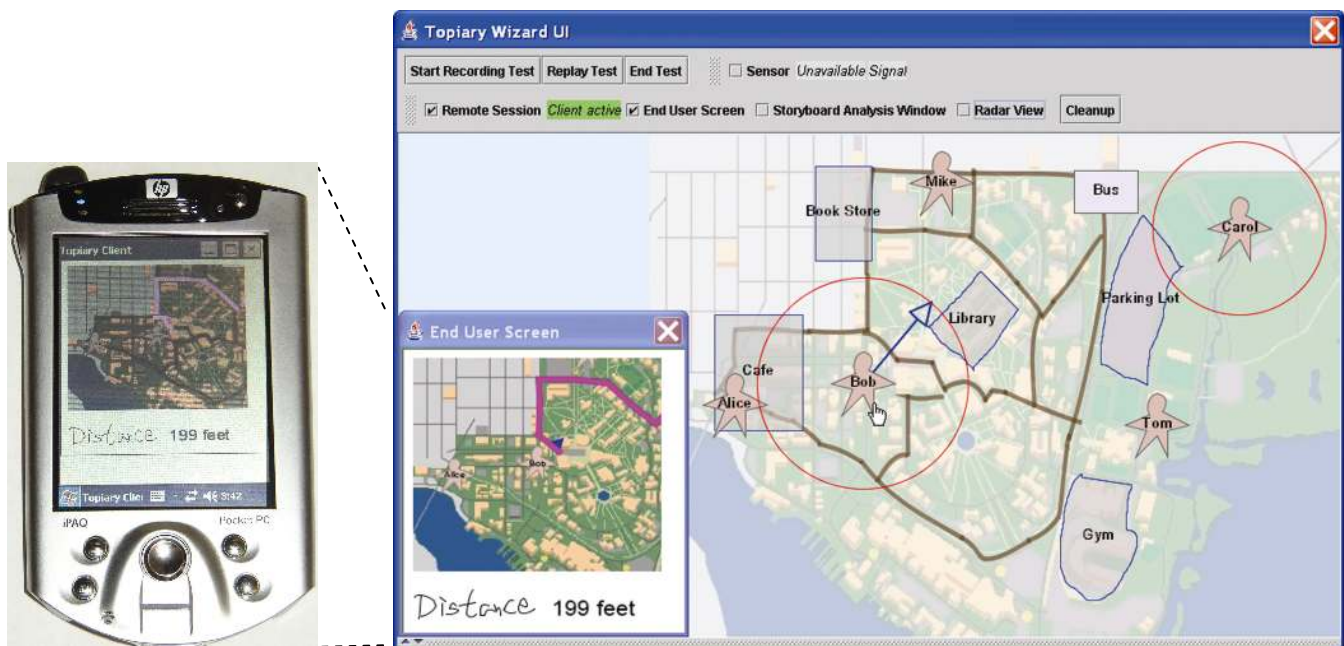 hp
Topiary Client
Distance 199 feet
Topiary Clie 3:42
iPAQ Pocket PC
Topiary Wizard UI
Start Recording Test Replay Test End Test Sensor Unavailable Signal
Remote Session Client active End User Screen Storyboard Analysis Window Radar View Cleanup
Mike
Bus
Book Store
Carol
Parking Lot
Library
Cafe
Bob
Alice
Tom
Gym
End User Screen
Bob
Alice
Distance 199 feet